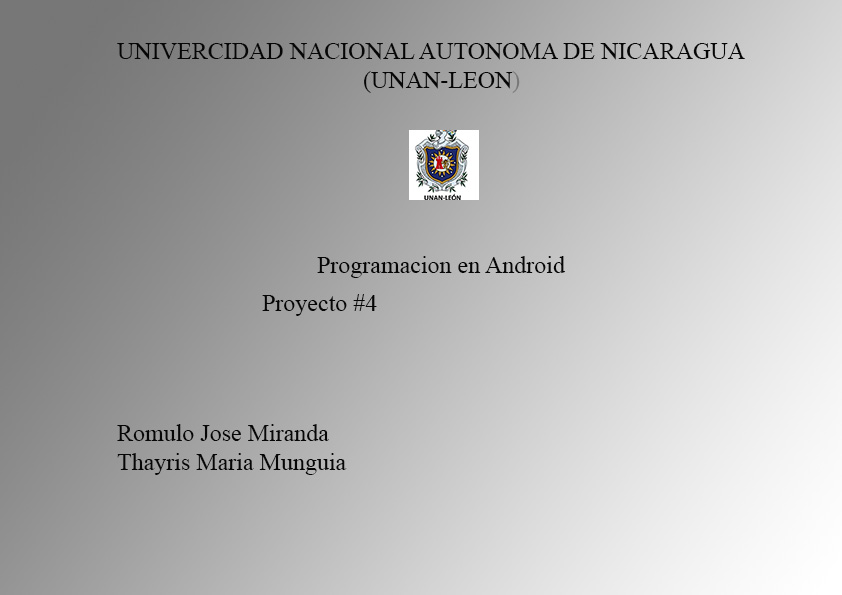 UNIVERCIDAD NACIONAL AUTONOMA DE NICARAGUA
(UNAN-LEON)
UNAN-LEÓN
Programacion en Android
Proyecto #4
Romulo Jose Miranda
Thayris Maria Munguia